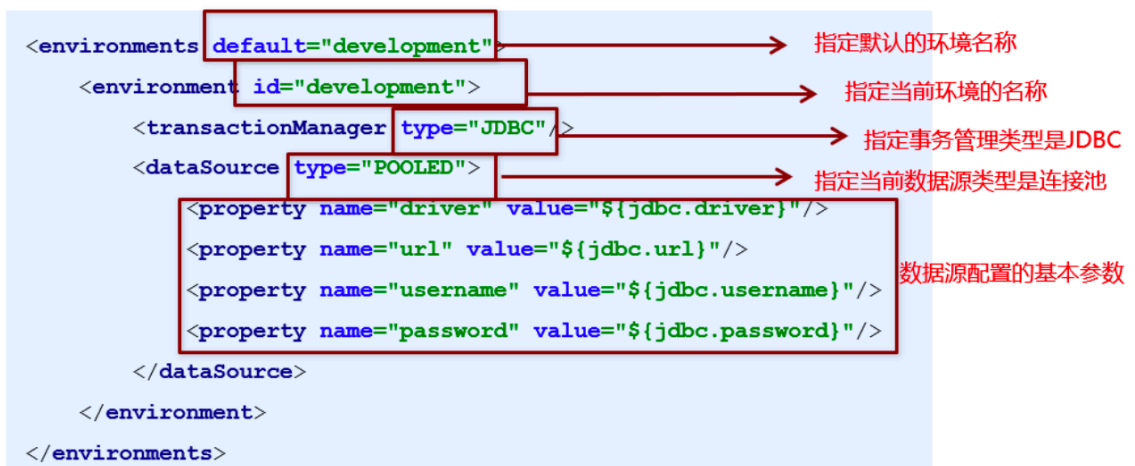 <environments default="development">
指定默认的环境名称
<environment id="development">
指定当前环境的名称
<transactionManager type="JDBC"/>
指定事务管理类型是JDBC
<dataSource type="POOLED">
指定当前数据源类型是连接池
<property name="driver" value="${jdbc.driver}"/>
<property name="url" value="${jdbc.url}"/>
数据源配置的基本参数
<property name="username" value="${jdbc.username}"/>
<property name="password" value="${jdbc.password}"/>
</dataSource>
</environment>
</environments>